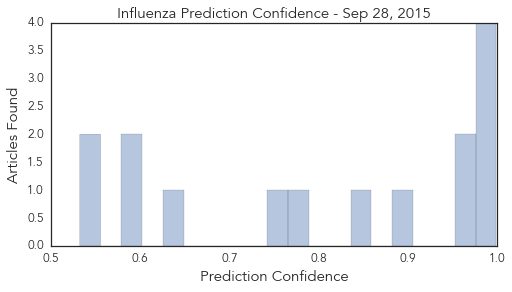 Influenza Prediction Confidence - Sep 28, 2015
4.0
3.5
3.0
2.5
2.0
1.5
1.0
0.5
0.0
Articles Found
0.5 0.6 0.7 0.8 0.9 1.0
Prediction Confidence